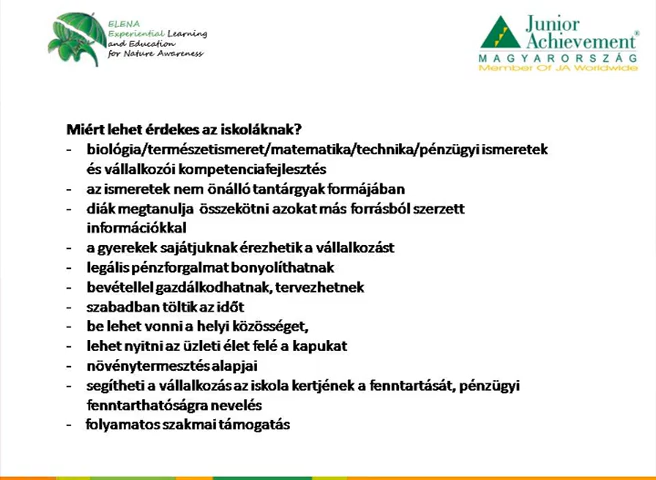 ELENA
Experiential Learning
and Education
for Nature Awareness
Junior
Achievement®
MAGYARORSZÁG
Member Of JA Worldwide
Miért lehet érdekes az iskoláknak?
- biológia/természetismeret/matematika/technika/pénzügyi ismeretek
és vállalkozói kompetenciafejlesztés
- az ismeretek nem önálló tantárgyak formájában
- diák megtanulja összekötni azokat más forrásból szerzett
információkkal
- a gyerekek sajátjuknak érezhetik a vállalkozást
- legális pénzforgalmat bonyolíthatnak
- bevétellel gazdálkodhatnak, tervezhetnek
- szabadban töltik az időt
- be lehet vonni a helyi közösséget,
- lehet nyitni az üzleti élet felé a kapukat
- növénytermesztés alapjai
- segítheti a vállalkozás az iskola kertjének a fenntartását, pénzügyi
fenntarthatóságra nevelés
- folyamatos szakmai támogatás